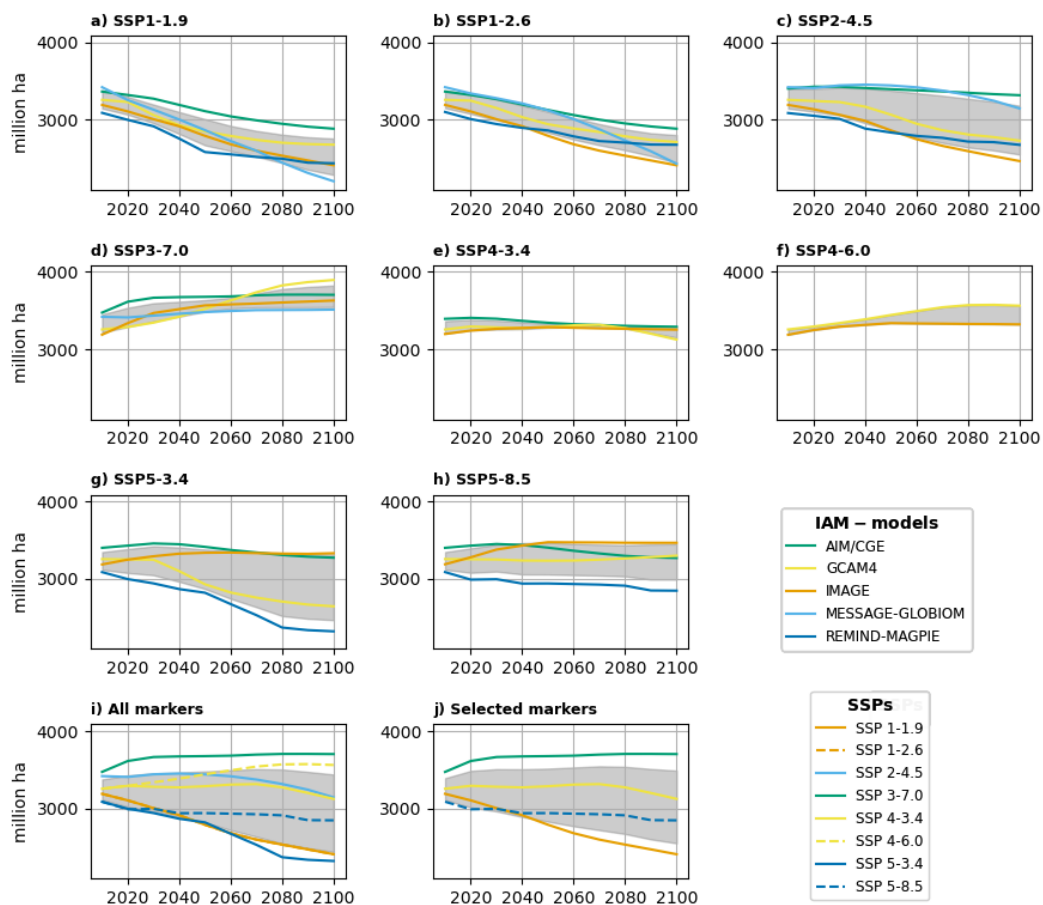 a) SSP1-1.9
b) SSP1-2.6
c) SSP2-4.5
4000
4000
4000
3000
3000
3000
million ha
2020 2040 2060 2080 2100
2020 2040 2060 2080 2100
2020 2040 2060 2080 2100
d) SSP3-7.0
e) SSP4-3.4
f) SSP4-6.0
4000
4000
4000
3000
3000
3000
million ha
2020 2040 2060 2080 2100
2020 2040 2060 2080 2100
2020 2040 2060 2080 2100
g) SSP5-3.4
h) SSP5-8.5
4000
4000
3000
3000
million ha
2020 2040 2060 2080 2100
2020 2040 2060 2080 2100
IAM – models
AIM/CGE
GCAM4
IMAGE
MESSAGE-GLOBIOM
REMIND-MAGPIE
i) All markers
j) Selected markers
4000
4000
3000
3000
million ha
2020 2040 2060 2080 2100
2020 2040 2060 2080 2100
SSPs
SSP 1-1.9
SSP 1-2.6
SSP 2-4.5
SSP 3-7.0
SSP 4-3.4
SSP 4-6.0
SSP 5-3.4
SSP 5-8.5